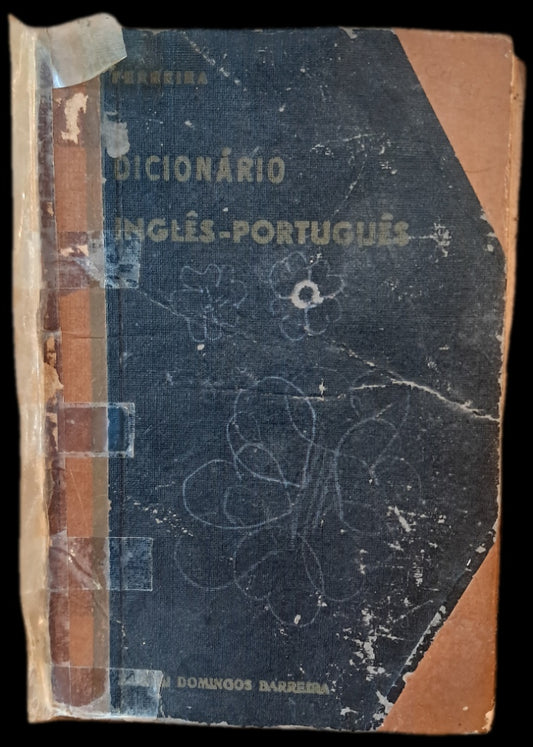 FERREIRA
DICIONÁRIO
INGLÊS-PORTUGUÊS
DOMINGOS BARREIRA